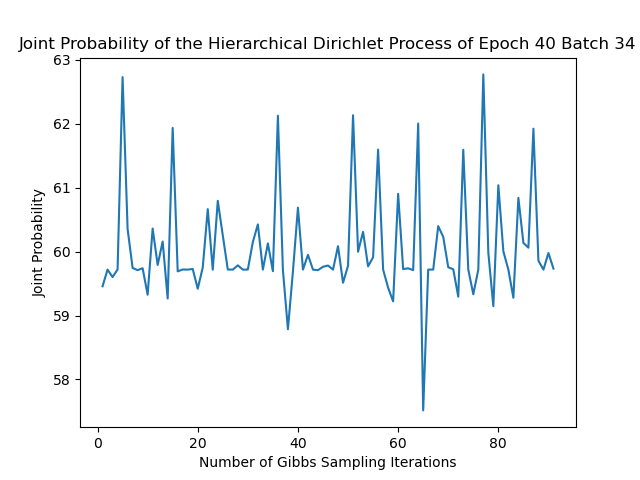 Joint Probability of the Hierarchical Dirichlet Process of Epoch 40 Batch 34
63
62
61
60
59
58
Joint Probability
0 20 40 60 80
Number of Gibbs Sampling Iterations